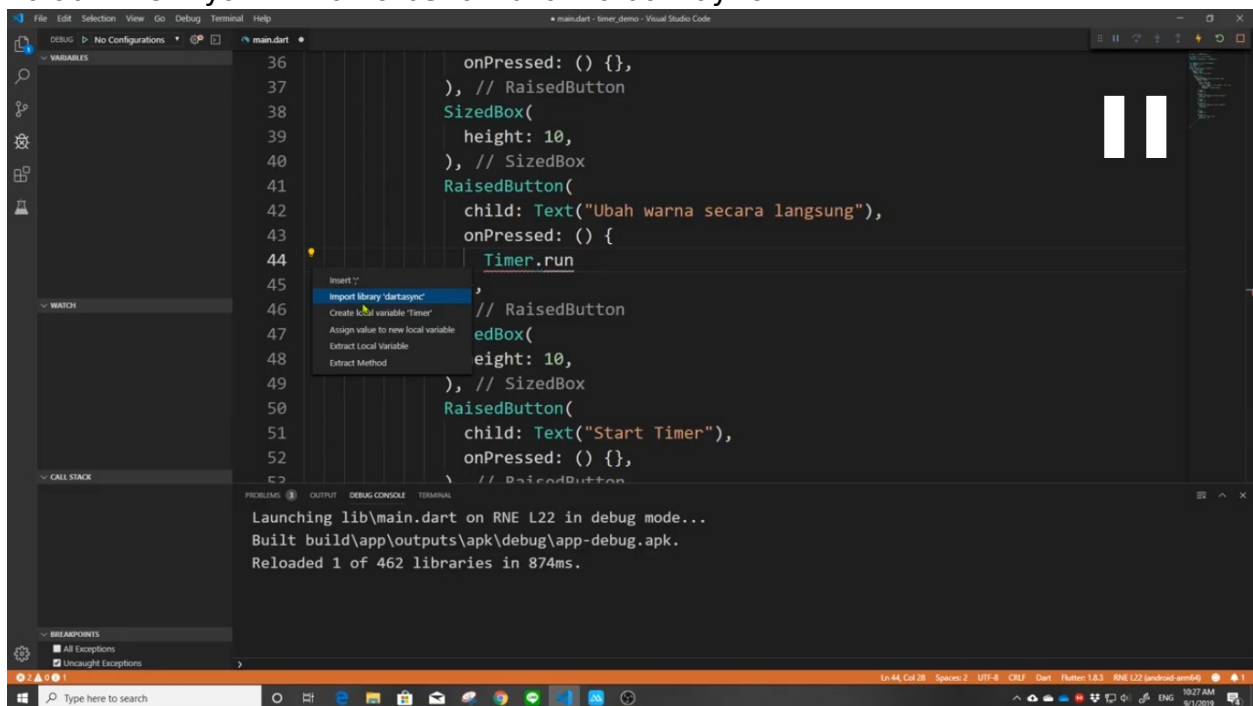 File Edit Selection View Go Debug Terminal Help
● main.dart - timer_demo - Visual Studio Code
DEBUG No Configurations
main.dart ●
VARIABLES
36 onPressed: () {},
37 ), // RaisedButton
38 SizedBox(
39 height: 10,
40 ), // SizedBox
41 RaisedButton(
42 child: Text("Ubah warna secara langsung"),
43 onPressed: () {
44 Timer.run
45 ,
46 // RaisedButton
47 edBox(
48 eight: 10,
49 ), // SizedBox
50 RaisedButton(
51 child: Text("Start Timer"),
52 onPressed: () {},
53 ), // RaisedButton
Insert ';'
Import library 'dart:async'
Create local variable 'Timer'
Assign value to new local variable
Extract Local Variable
Extract Method
WATCH
CALL STACK
PROBLEMS 3 OUTPUT DEBUG CONSOLE TERMINAL
Launching lib\main.dart on RNE L22 in debug mode...
Built build\app\outputs\apk\debug\app-debug.apk.
Reloaded 1 of 462 libraries in 874ms.
BREAKPOINTS
All Exceptions
Uncaught Exceptions
2 0 1
Ln 44, Col 28 Spaces: 2 UTF-8 CRLF Dart Flutter: 1.8.3 RNE L22 (android-arm64) 1
Type here to search
ENG
10:27 AM
9/1/2019